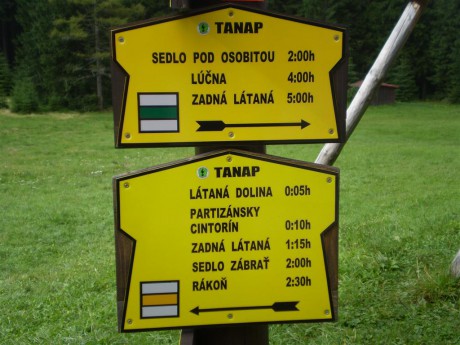 TANAP
SEDLO POD OSOBITOU 2:00h
LÚČNA 4:00h
ZADNÁ LÁTANÁ 5:00h
TANAP
LÁTANÁ DOLINA 0:05h
PARTIZÁNSKY
CINTORÍN 0:10h
ZADNÁ LÁTANÁ 1:15h
SEDLO ZÁBRAŤ 2:00h
RÁKOŇ 2:30h